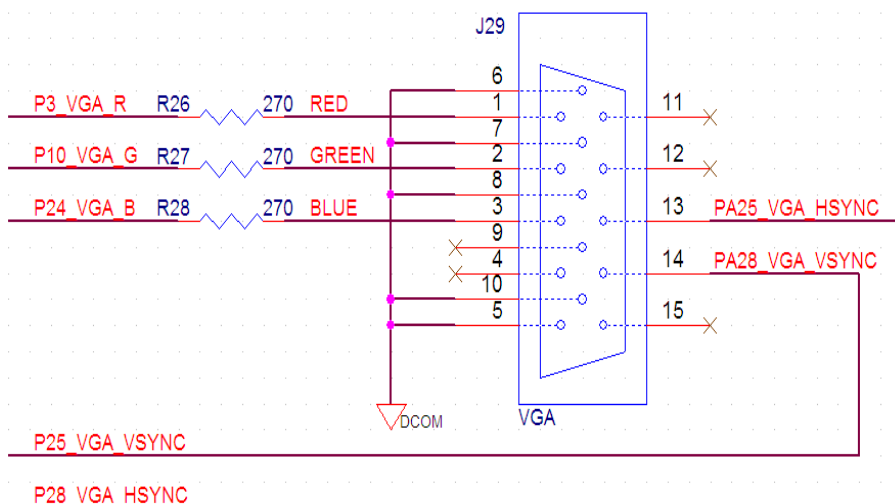 J29
6
P3_VGA_R R26 270 RED 1 11
7
P10_VGA_G R27 270 GREEN 2 12
8
P24_VGA_B R28 270 BLUE 3 13 PA25_VGA_HSYNC
9
4 14 PA28_VGA_VSYNC
10
5 15
DCOM VGA
P25_VGA_VSYNC
P28_VGA_HSYNC